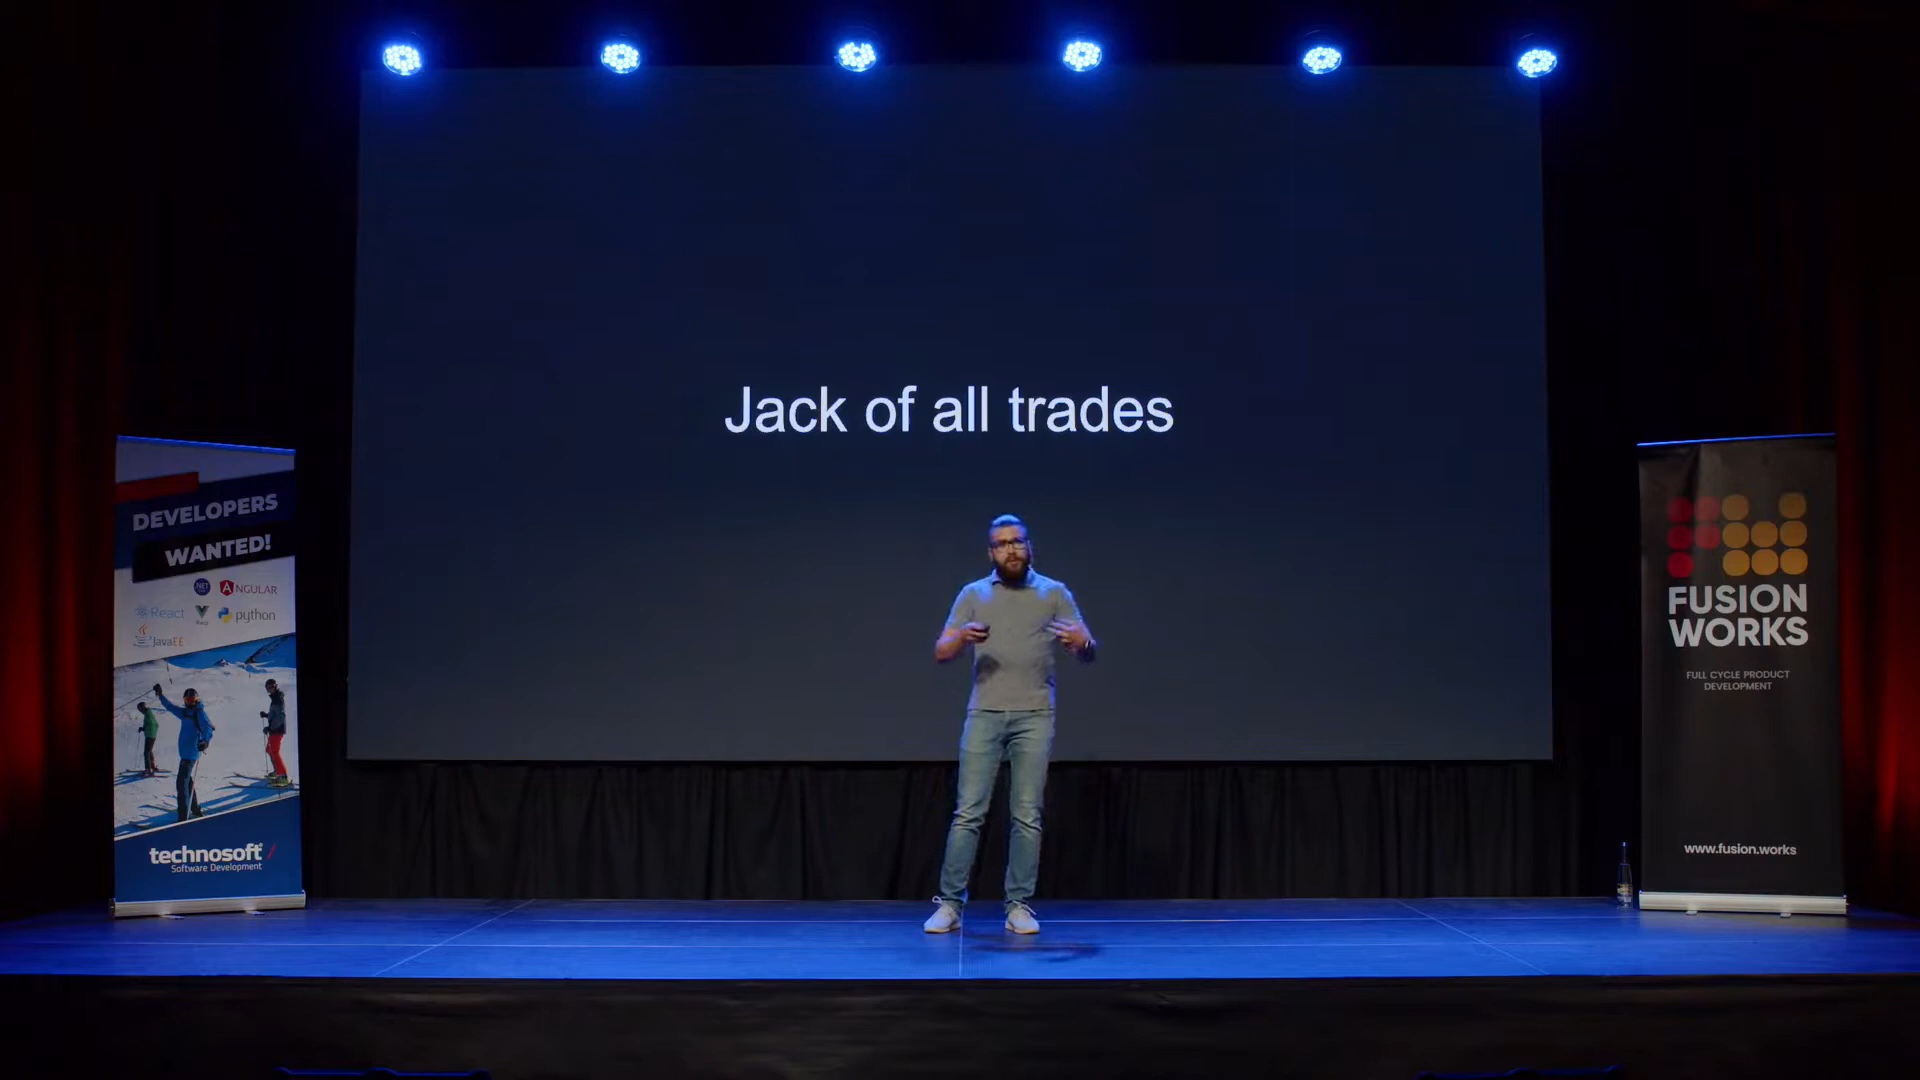 Jack of all trades
DEVELOPERS
WANTED!
.NET
ANGULAR
React
python
JavaEE
technosoft
Software Development
FUSION
WORKS
FULL CYCLE PRODUCT
DEVELOPMENT
www.fusion.works